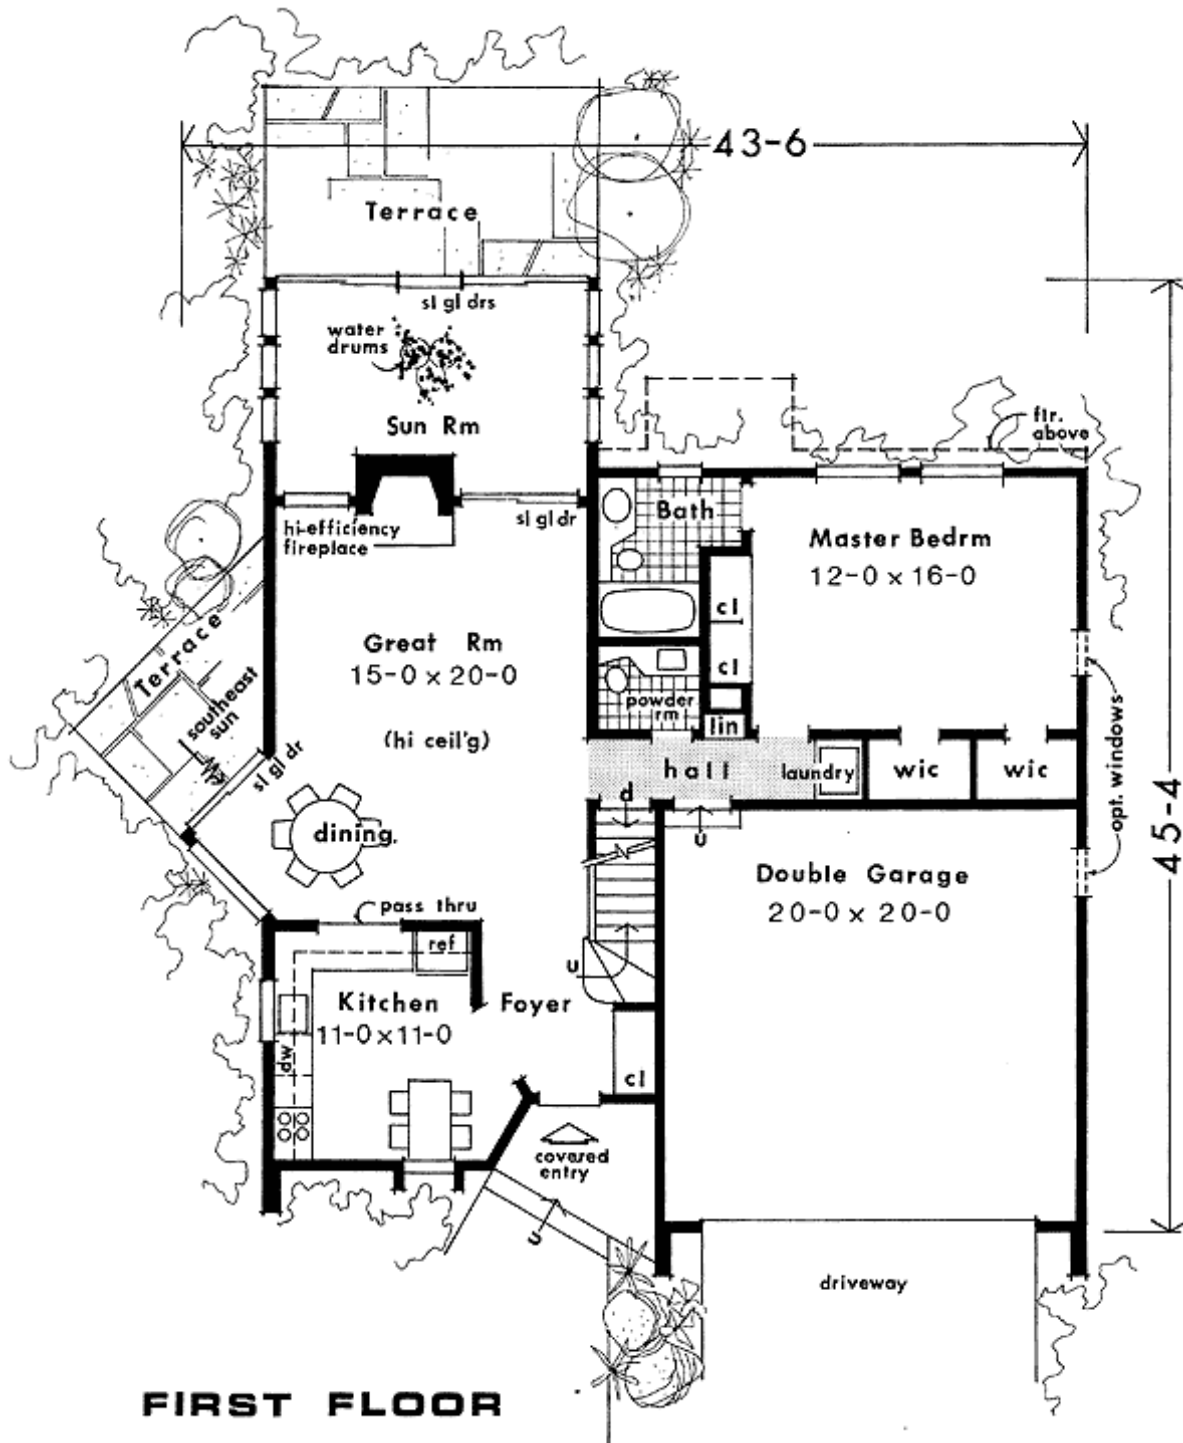 43-6
Terrace
sl gl drs
water
drums
Sun Rm
flr.
above
hi-efficiency
fireplace
sl gl dr
Bath
Master Bedrm
12-0 x 16-0
cl
cl
Great Rm
15-0 x 20-0
(hi ceil'g)
Terrace
southeast
sun
sl gl dr
powder
rm
lin
hall
laundry
wic
wic
opt. windows
45-4
d
u
dining
pass thru
ref
Double Garage
20-0 x 20-0
u
Kitchen
11-0 x 11-0
Foyer
dw
cl
covered
entry
u
driveway
FIRST FLOOR